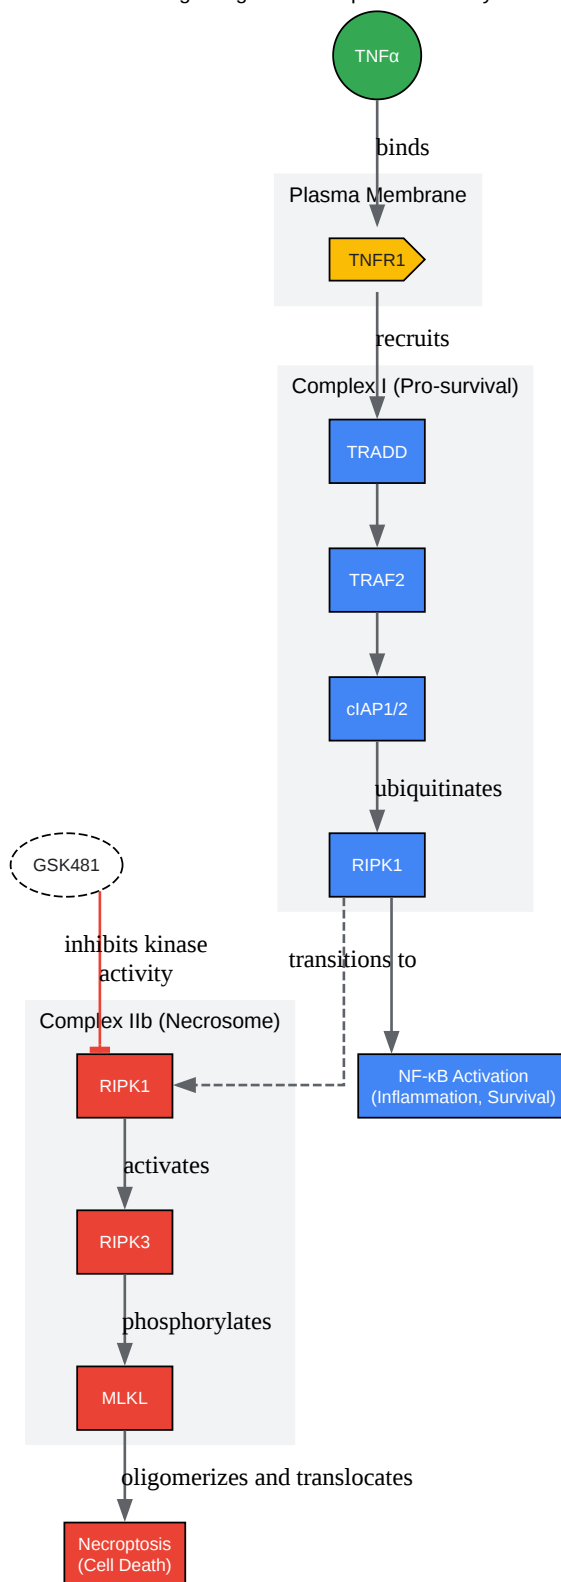 TNFα
binds
Plasma Membrane
TNFR1
recruits
Complex I (Pro-survival)
TRADD
TRAF2
cIAP1/2
ubiquitinates
RIPK1
GSK481
inhibits kinase
activity
transitions to
Complex IIb (Necrosome)
RIPK1
NF-κB Activation
(Inflammation, Survival)
activates
RIPK3
phosphorylates
MLKL
oligomerizes and translocates
Necroptosis
(Cell Death)